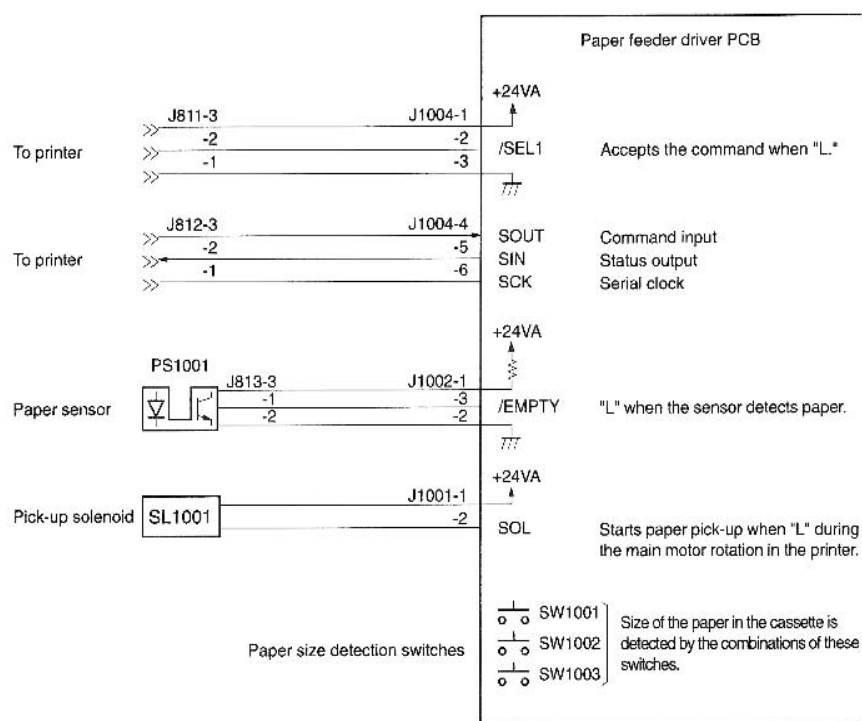 Paper feeder driver PCB
+24VA
J811-3 J1004-1
To printer -2 -2 /SEL1 Accepts the command when "L."
-1 -3
J812-3 J1004-4 SOUT Command input
To printer -2 -5 SIN Status output
-1 -6 SCK Serial clock
+24VA
PS1001
J813-3 J1002-1
Paper sensor -1 -3 /EMPTY "L" when the sensor detects paper.
-2 -2
+24VA
J1001-1
Pick-up solenoid SL1001 -2 SOL Starts paper pick-up when "L" during
the main motor rotation in the printer.
SW1001 Size of the paper in the cassette is
Paper size detection switches SW1002 detected by the combinations of these
SW1003 switches.